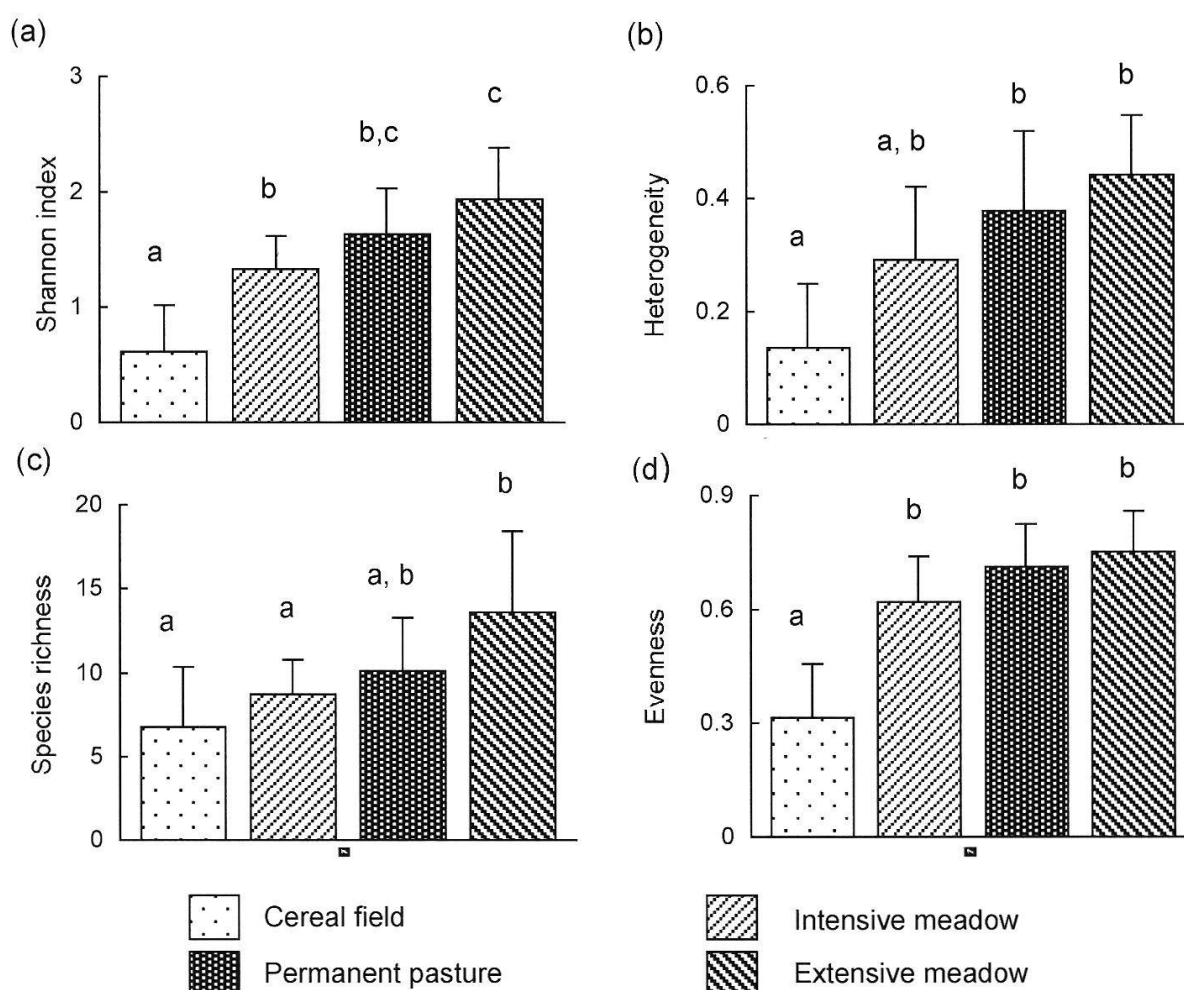 (a)
3
2
1
0
Shannon index
a
b
b,c
c
(b)
0.6
0.4
0.2
0
Heterogeneity
a
a, b
b
b
(c)
20
15
10
5
0
Species richness
a
a
a, b
b
(d)
0.9
0.6
0.3
0
Evenness
a
b
b
b
Cereal field
Intensive meadow
Permanent pasture
Extensive meadow